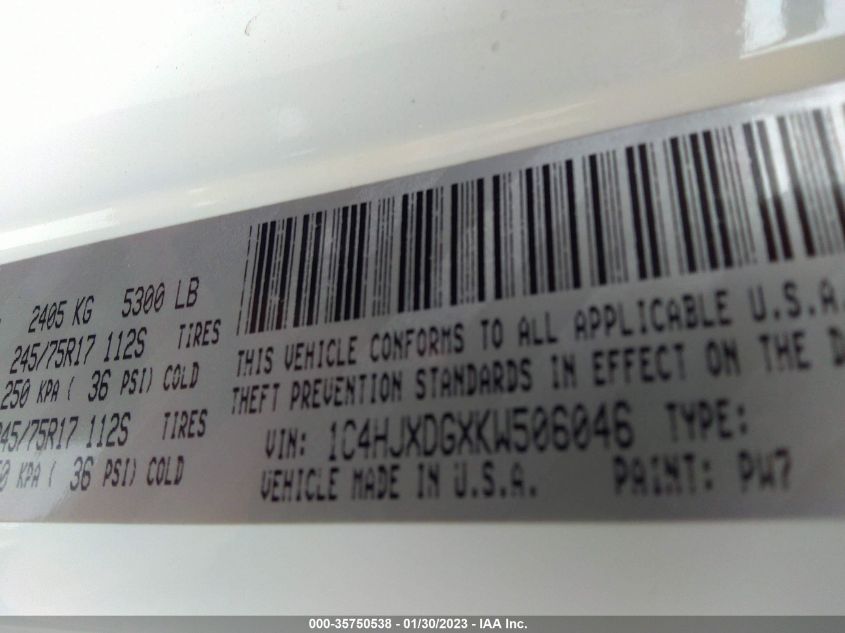 2405 KG 5300 LB
245/75R17 112S TIRES
250 KPA ( 36 PSI) COLD
245/75R17 112S TIRES
KPA ( 36 PSI) COLD
THIS VEHICLE CONFORMS TO ALL APPLICABLE U.S.A.
THEFT PREVENTION STANDARDS IN EFFECT ON THE D
VIN: 1C4HJXDGXKW506046 TYPE:
VEHICLE MADE IN U.S.A. PAINT: PW7
000-35750538 - 01/30/2023 - IAA Inc.